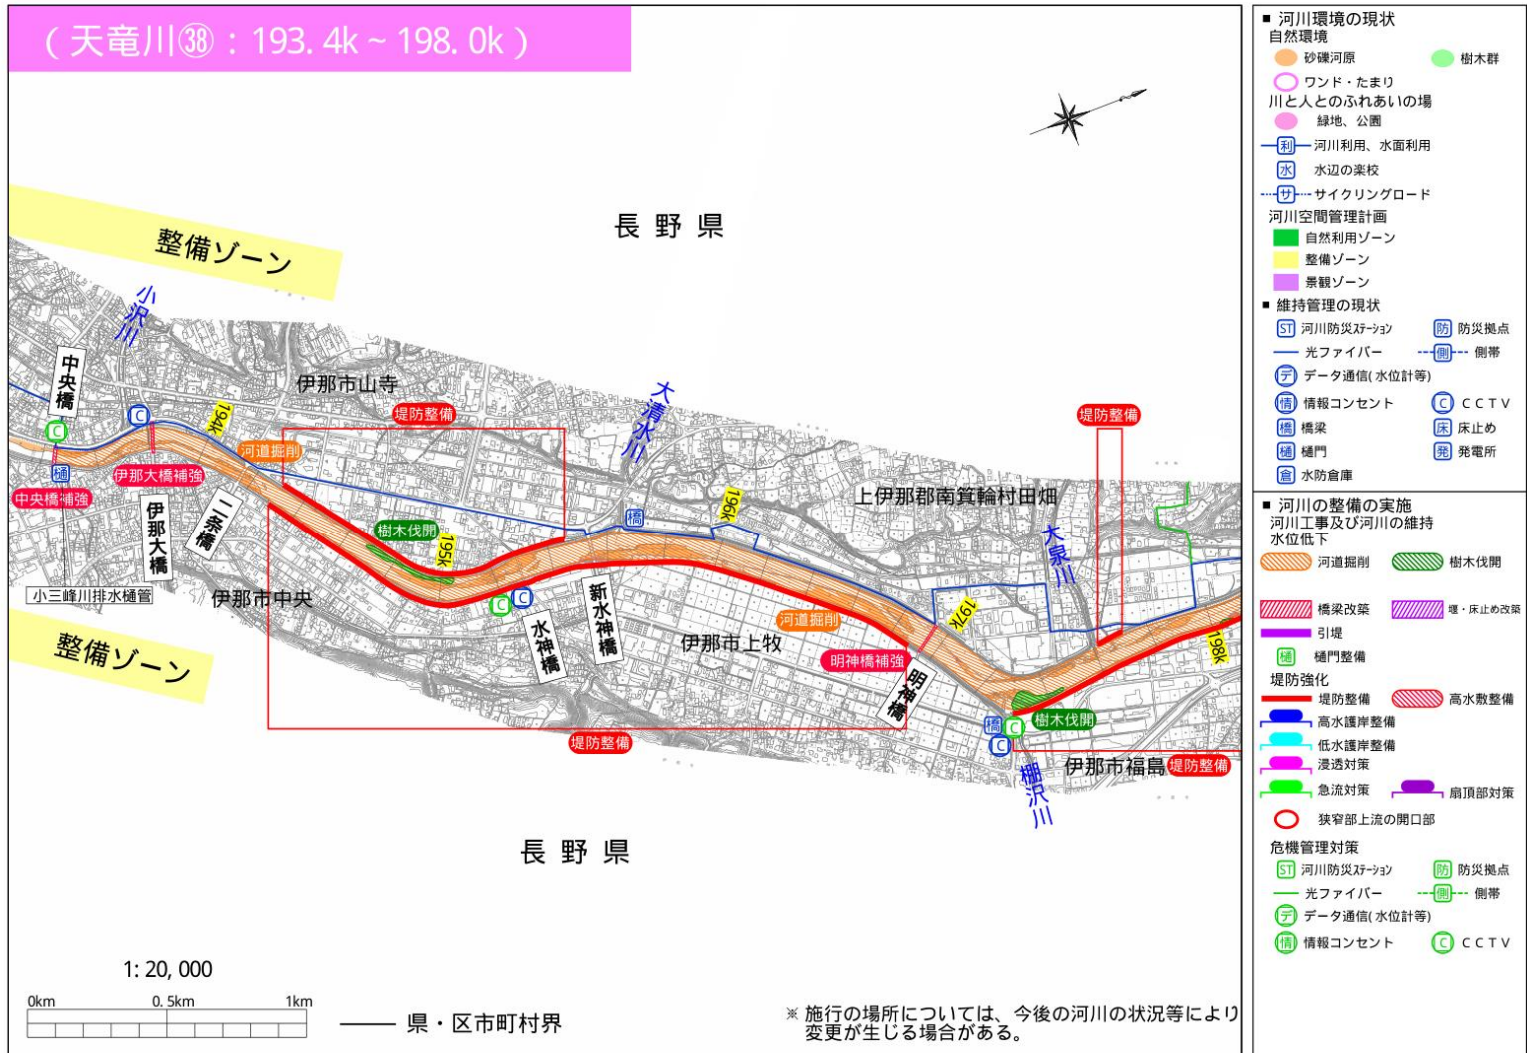 (天竜川㊳:193.4k~198.0k)
長野県
整備ゾーン
小沢川
中央橋
伊那市山寺
堤防整備
大清水川
堤防整備
194k
河道掘削
C
C
樋
中央橋補強
伊那大橋補強
伊那大橋
二条橋
樹木伐開
195k
橋
196k
上伊那郡南箕輪村田畑
大泉川
小三峰川排水樋管
伊那市中央
C
C
水神橋
新水神橋
河道掘削
伊那市上牧
明神橋補強
197k
明神橋
198k
樹木伐開
整備ゾーン
堤防整備
橋
C
C
伊那市福島
堤防整備
棚沢川
長野県
1:20,000
0km 0.5km 1km
県・区市町村界
※ 施行の場所については、今後の河川の状況等により
変更が生じる場合がある。
■ 河川環境の現状
自然環境
砂礫河原 樹木群
ワンド・たまり
川と人とのふれあいの場
緑地、公園
利 河川利用、水面利用
水 水辺の楽校
サ サイクリングロード
河川空間管理計画
自然利用ゾーン
整備ゾーン
景観ゾーン
■ 維持管理の現状
ST 河川防災ステーション 防 防災拠点
光ファイバー 側 側帯
デ データ通信(水位計等)
情 情報コンセント C CCTV
橋 橋梁 床 床止め
樋 樋門 発 発電所
倉 水防倉庫
■ 河川の整備の実施
河川工事及び河川の維持
水位低下
河道掘削 樹木伐開
橋梁改築 堰・床止め改築
引堤
樋 樋門整備
堤防強化
堤防整備 高水敷整備
高水護岸整備
低水護岸整備
浸透対策
急流対策 扇頂部対策
狭窄部上流の開口部
危機管理対策
ST 河川防災ステーション 防 防災拠点
光ファイバー 側 側帯
デ データ通信(水位計等)
情 情報コンセント C CCTV